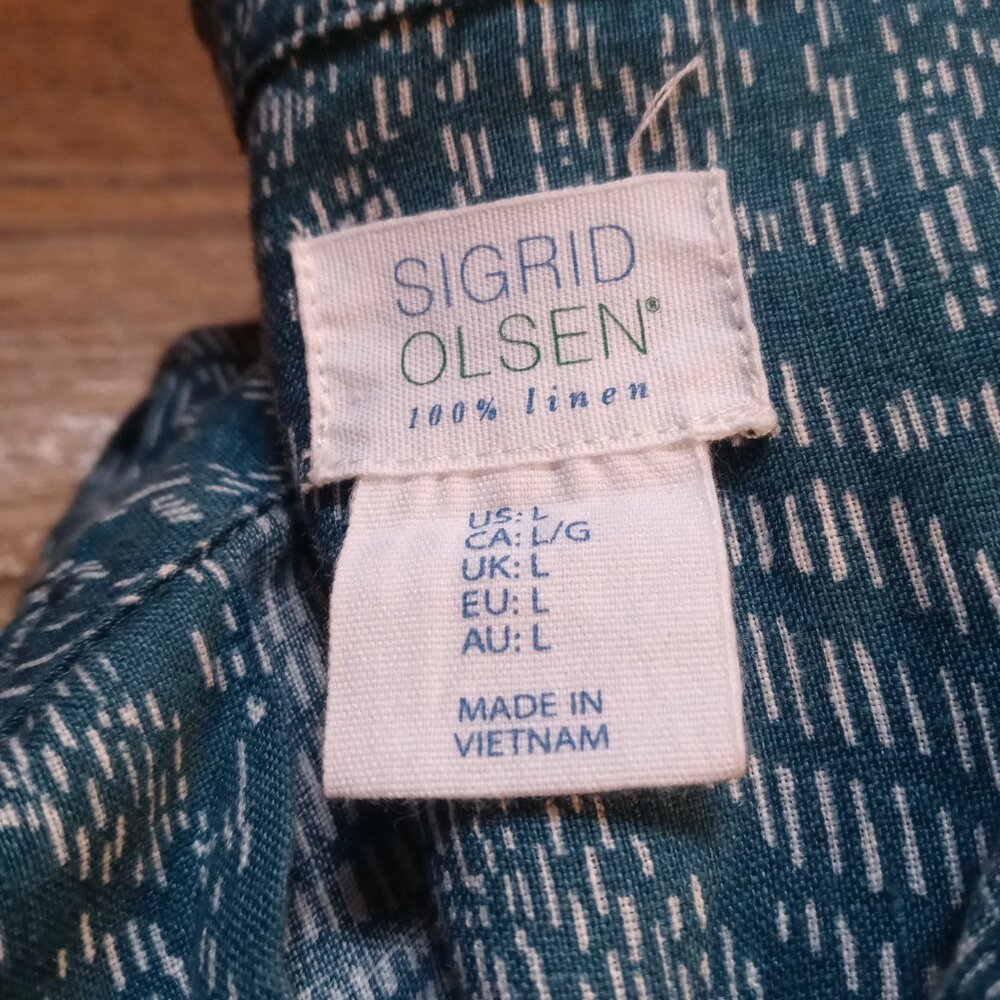 SIGRID
OLSEN®
100% linen
US: L
CA: L/G
UK: L
EU: L
AU: L
MADE IN
VIETNAM